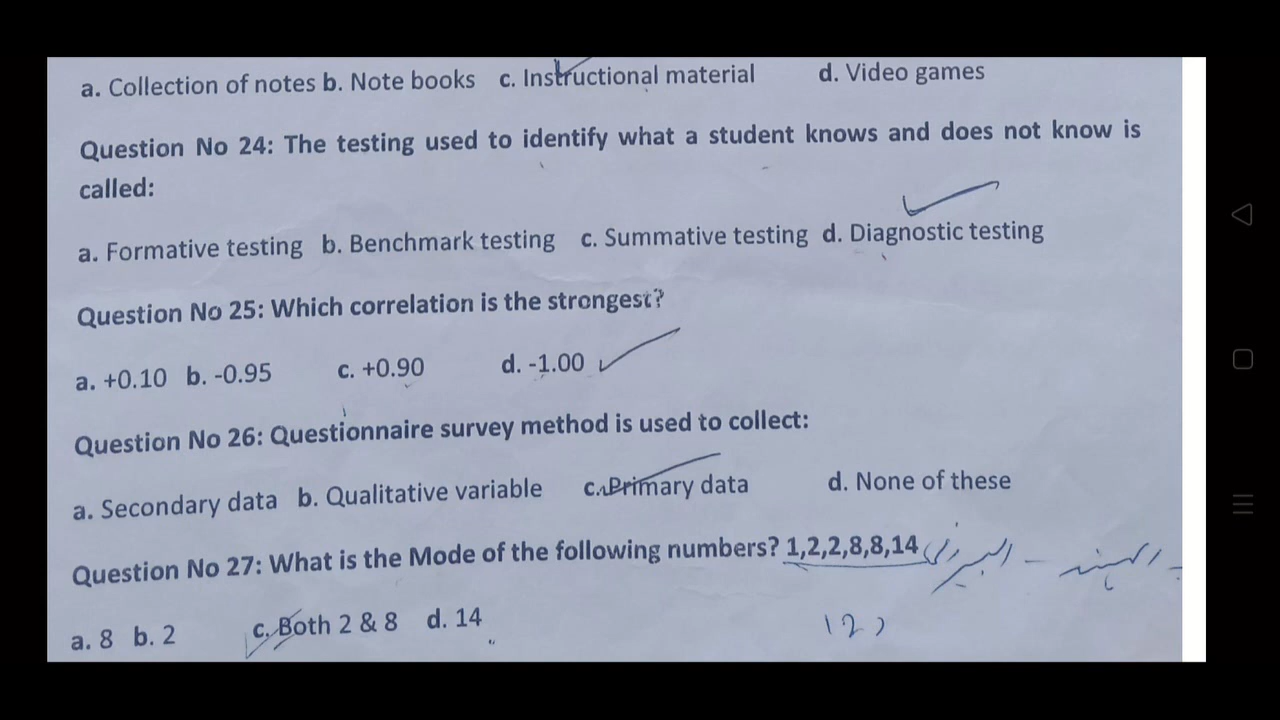 a. Collection of notes b. Note books c. Instructional material d. Video games
Question No 24: The testing used to identify what a student knows and does not know is
called:
a. Formative testing b. Benchmark testing c. Summative testing d. Diagnostic testing
Question No 25: Which correlation is the strongest?
a. +0.10 b. -0.95 c. +0.90 d. -1.00
Question No 26: Questionnaire survey method is used to collect:
a. Secondary data b. Qualitative variable c. Primary data d. None of these
Question No 27: What is the Mode of the following numbers? 1,2,2,8,8,14
a. 8 b. 2 c. Both 2 & 8 d. 14